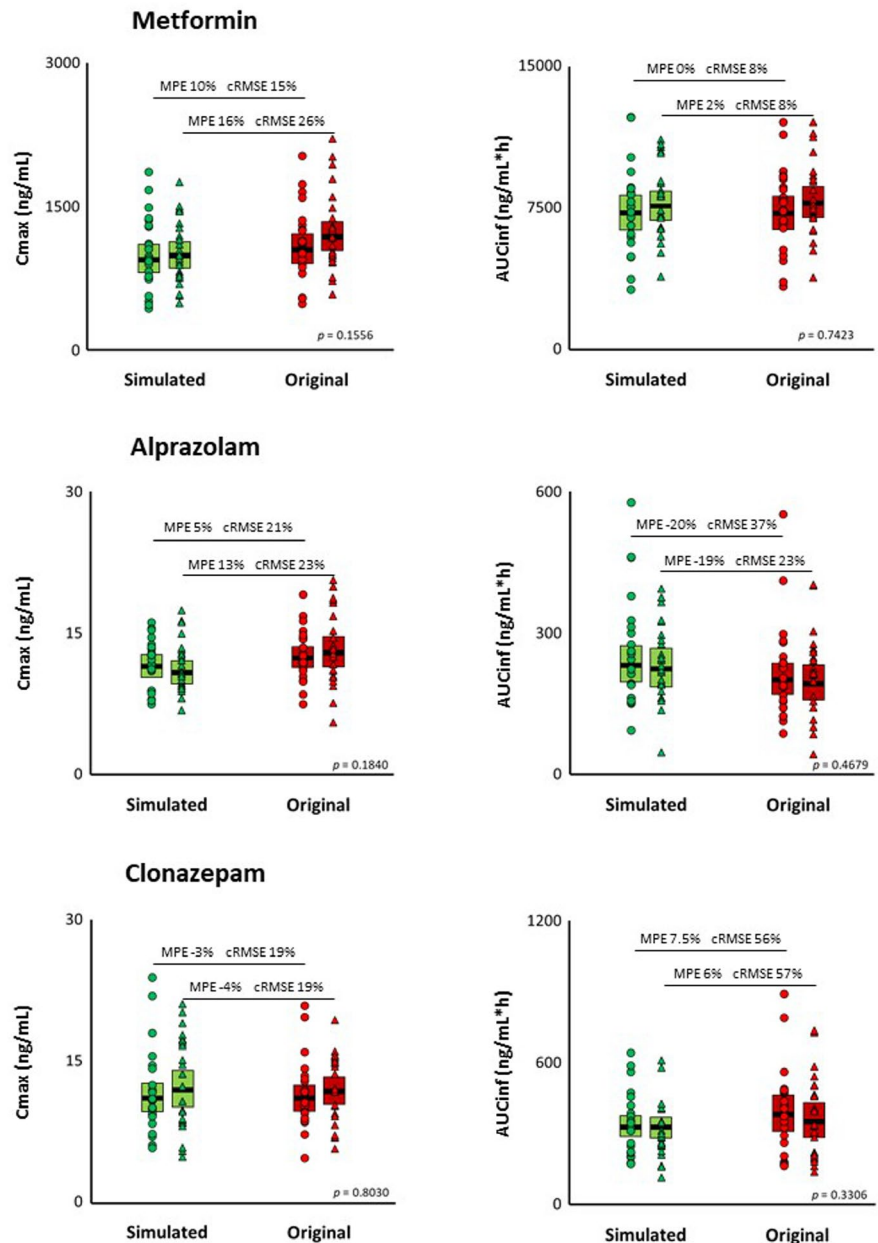 Metformin
3000
1500
0
Cmax (ng/mL)
MPE 10% cRMSE 15%
MPE 16% cRMSE 26%
p = 0.1556
Simulated Original
15000
7500
0
AUCinf (ng/mL*h)
MPE 0% cRMSE 8%
MPE 2% cRMSE 8%
p = 0.7423
Simulated Original
Alprazolam
30
15
0
Cmax (ng/mL)
MPE 5% cRMSE 21%
MPE 13% cRMSE 23%
p = 0.1840
Simulated Original
600
300
0
AUCinf (ng/mL*h)
MPE -20% cRMSE 37%
MPE -19% cRMSE 23%
p = 0.4679
Simulated Original
Clonazepam
30
15
0
Cmax (ng/mL)
MPE -3% cRMSE 19%
MPE -4% cRMSE 19%
p = 0.8030
Simulated Original
1200
600
0
AUCinf (ng/mL*h)
MPE 7.5% cRMSE 56%
MPE 6% cRMSE 57%
p = 0.3306
Simulated Original